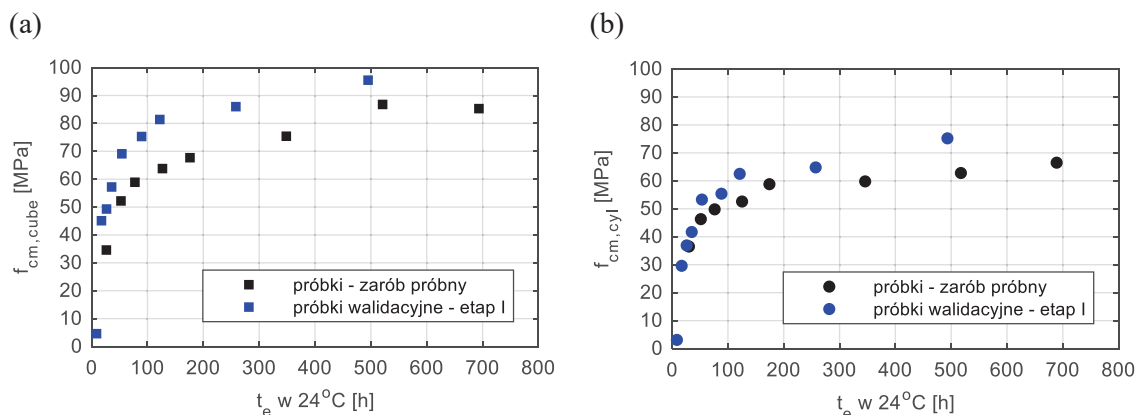 (a)
f_cm,cube [MPa]
100
90
80
70
60
50
40
30
20
10
0
próbki - zarób próbny
próbki walidacyjne - etap I
0 100 200 300 400 500 600 700 800
t_e w 24°C [h]
(b)
f_cm,cyl [MPa]
100
90
80
70
60
50
40
30
20
10
0
próbki - zarób próbny
próbki walidacyjne - etap I
0 100 200 300 400 500 600 700 800
t_e w 24°C [h]